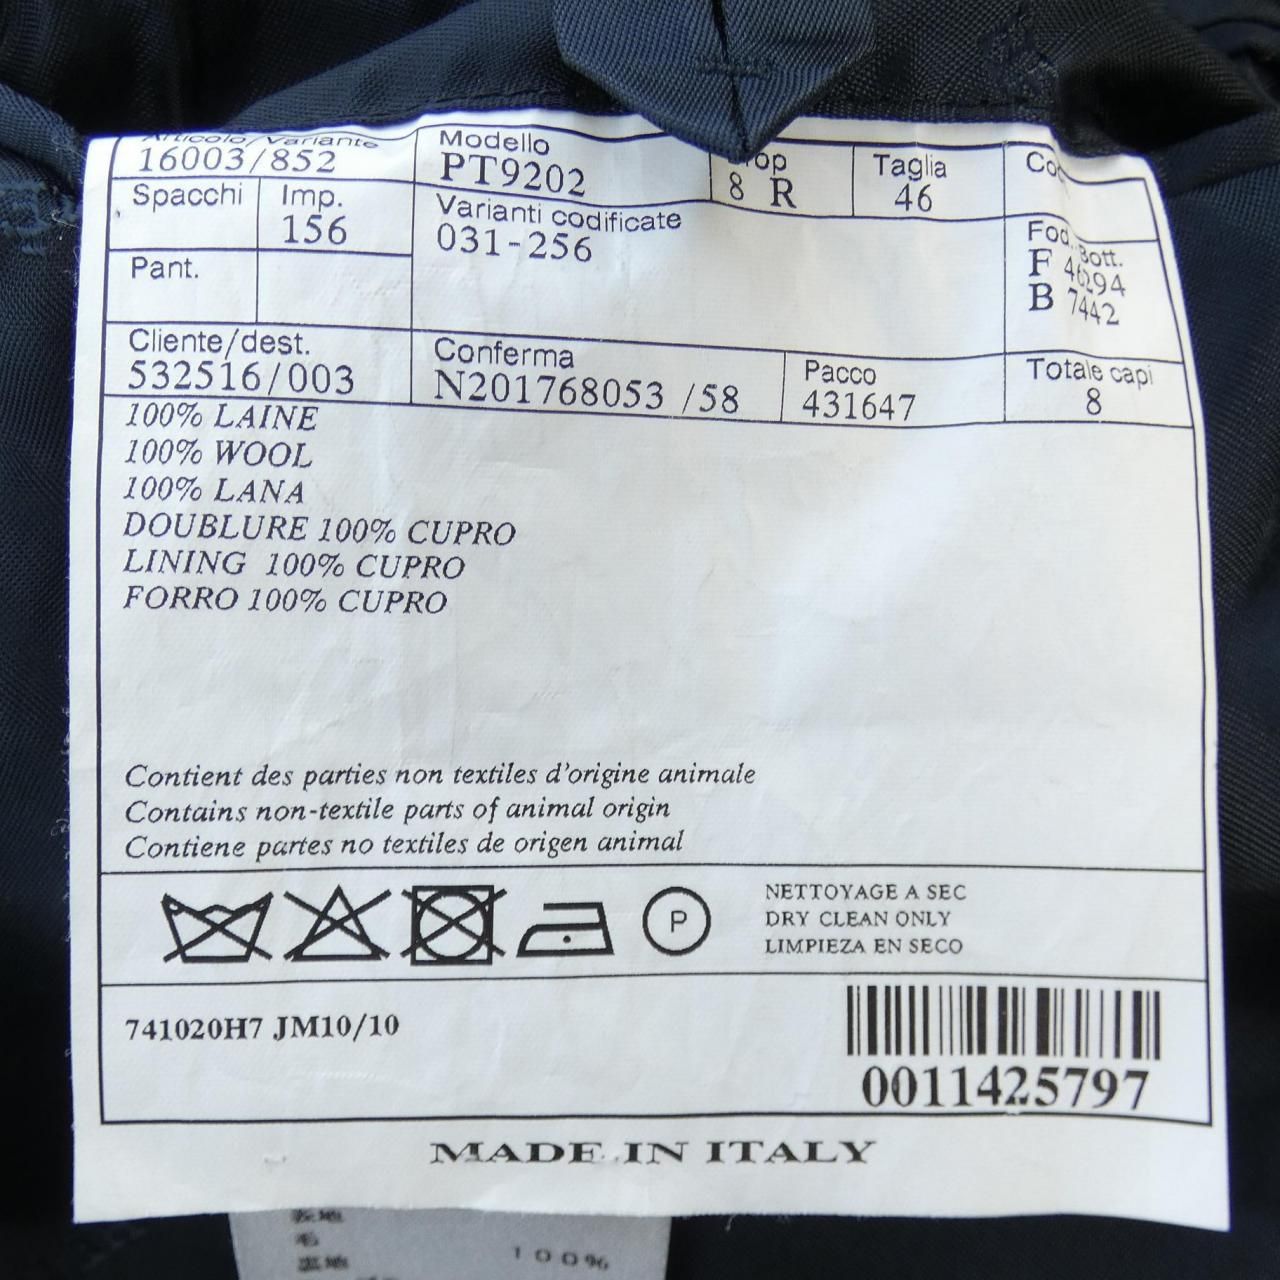 Articolo/Variante
16003/852
Modello
PT9202
8 R
Taglia
46
Spacchi
Imp.
156
Varianti codificate
031-256
Fod. Bott.
F 46294
B 7442
Pant.
Cliente/dest.
532516/003
Conferma
N201768053 /58
Pacco
431647
Totale capi
8
100% LAINE
100% WOOL
100% LANA
DOUBLURE 100% CUPRO
LINING 100% CUPRO
FORRO 100% CUPRO
Contient des parties non textiles d'origine animale
Contains non-textile parts of animal origin
Contiene partes no textiles de origen animal
P
NETTOYAGE A SEC
DRY CLEAN ONLY
LIMPIEZA EN SECO
741020H7 JM10/10
0011425797
MADE IN ITALY
毛
100%